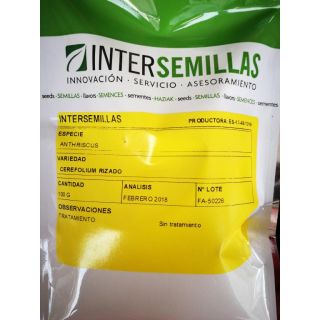 INTERSEMILLAS
INNOVACIÓN - SERVICIO - ASESORAMIENTO
seeds - SEMILLAS - llavors - SEMENCES - sementes - HAZIAK - seeds - SEMILLAS - llavors - SEMENCES
INTERSEMILLAS PRODUCTORA
ESPECIE
ANTHRISCUS
VARIEDAD
CEREFOLIUM RIZADO
CANTIDAD ANALISIS Nº LOTE
100 G FEBRERO 2018 FA-50226
OBSERVACIONES
TRATAMIENTO Sin tratamiento